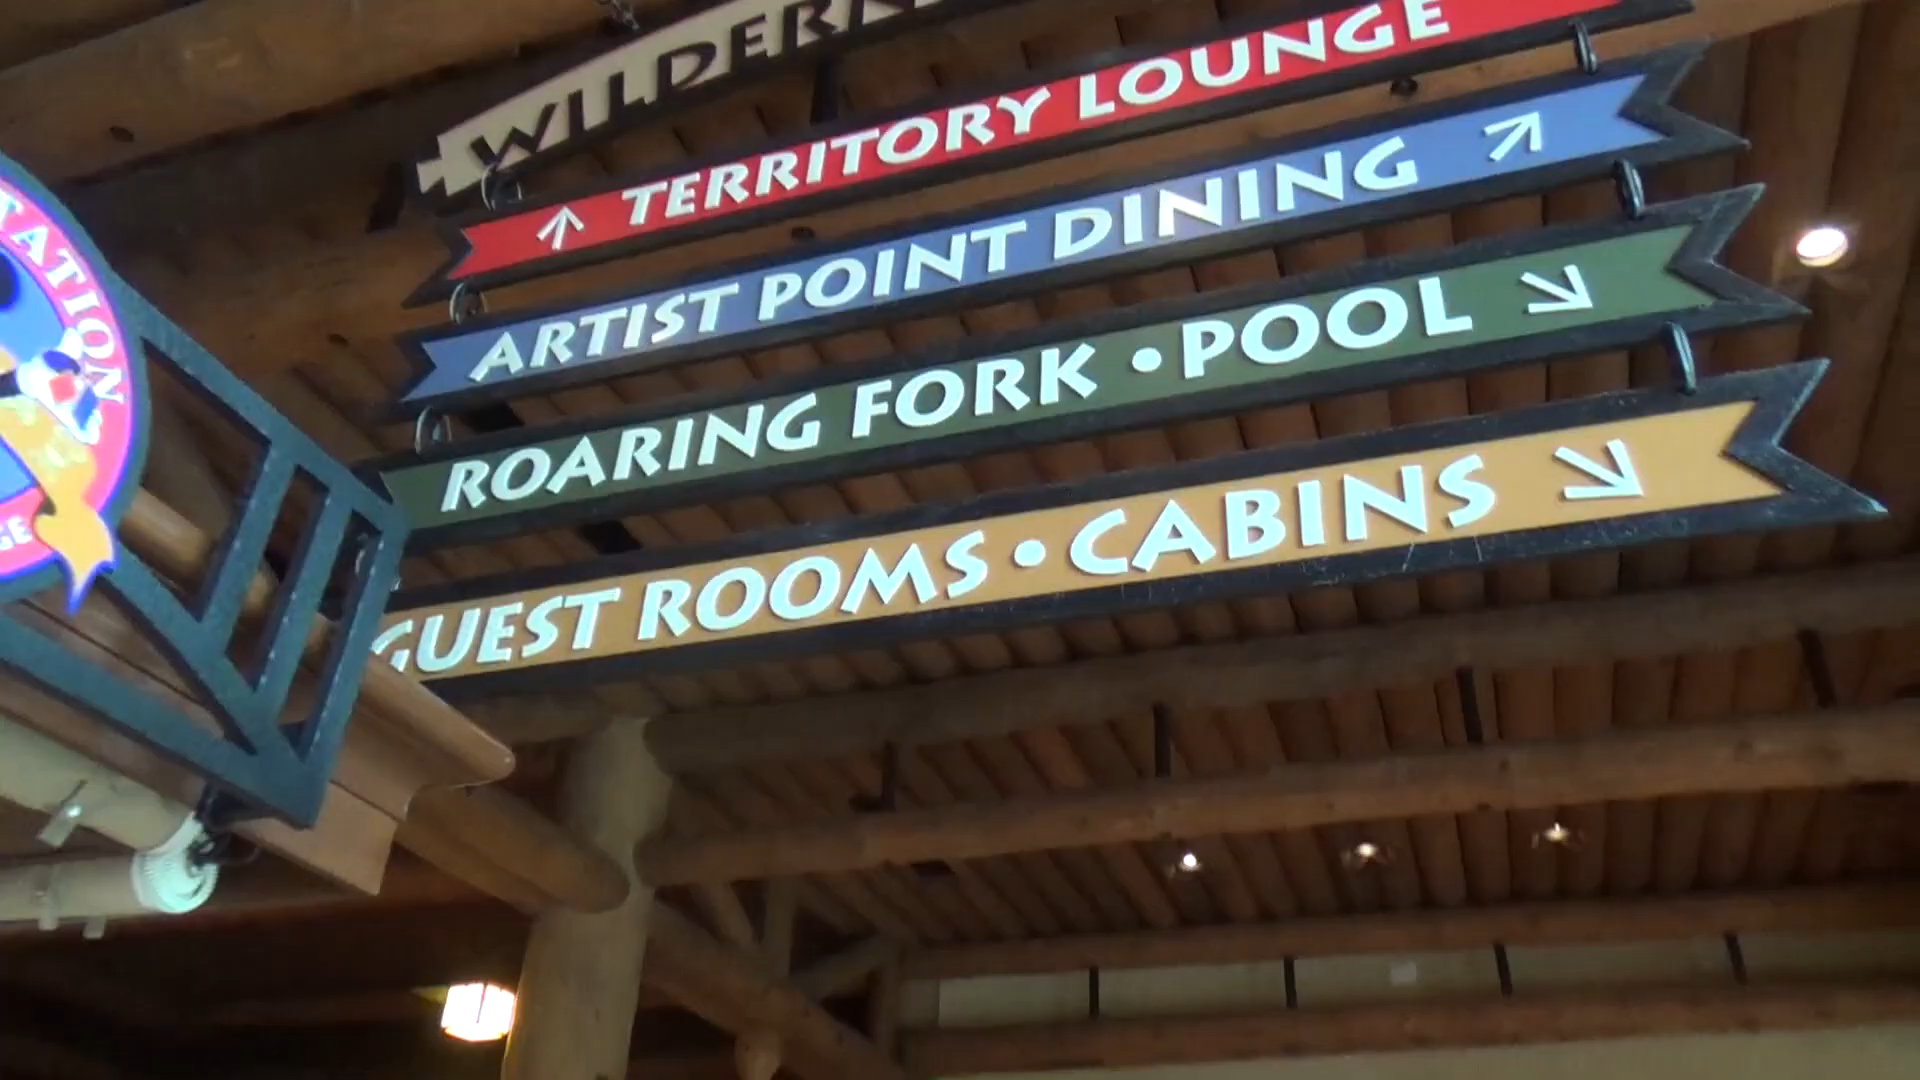 TERRITORY LOUNGE
ARTIST POINT DINING
ROARING FORK • POOL
GUEST ROOMS • CABINS